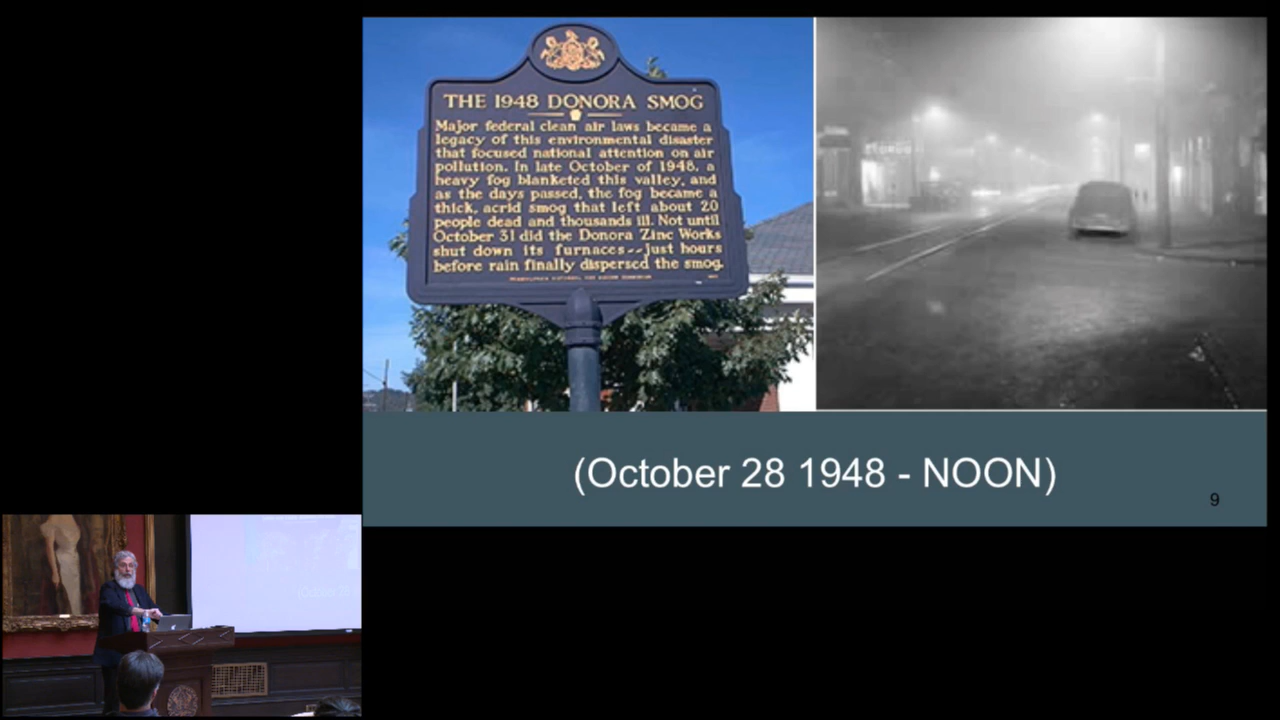 THE 1948 DONORA SMOG
Major federal clean air laws became a
legacy of this environmental disaster
that focused national attention on air
pollution. In late October of 1948, a
heavy fog blanketed this valley, and
as the days passed, the fog became a
thick, acrid smog that left about 20
people dead and thousands ill. Not until
October 31 did the Donora Zinc Works
shut down its furnaces--just hours
before rain finally dispersed the smog.
(October 28 1948 - NOON)
9